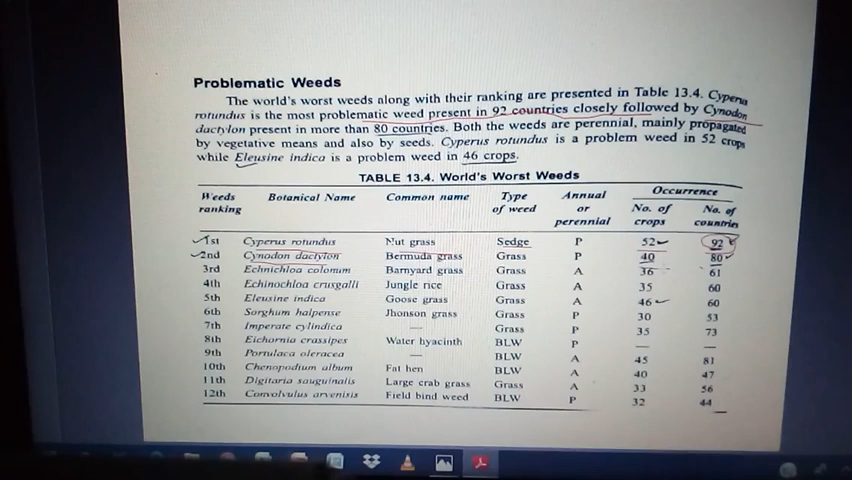 Problematic Weeds
The world's worst weeds along with their ranking are presented in Table 13.4. Cyperus
rotundus is the most problematic weed present in 92 countries closely followed by Cynodon
dactylon present in more than 80 countries. Both the weeds are perennial, mainly propagated
by vegetative means and also by seeds. Cyperus rotundus is a problem weed in 52 crops
while Eleusine indica is a problem weed in 46 crops.
TABLE 13.4. World's Worst Weeds
Weeds ranking Botanical Name Common name Type of weed Annual or perennial Occurrence
No. of crops No. of countries
1st Cyperus rotundus Nut grass Sedge P 52 92
2nd Cynodon dactylon Bermuda grass Grass P 40 80
3rd Echnichloa colonum Barnyard grass Grass A 36 61
4th Echinochloa crusgalli Jungle rice Grass A 35 60
5th Eleusine indica Goose grass Grass A 46 60
6th Sorghum halpense Jhonson grass Grass P 30 53
7th Imperate cylindica — Grass P 35 73
8th Eichornia crassipes Water hyacinth BLW P — —
9th Portulaca oleracea — BLW A 45 81
10th Chenopodium album Fat hen BLW A 40 47
11th Digitaria sauguinalis Large crab grass Grass A 33 56
12th Convolvulus arvenisis Field bind weed BLW P 32 44